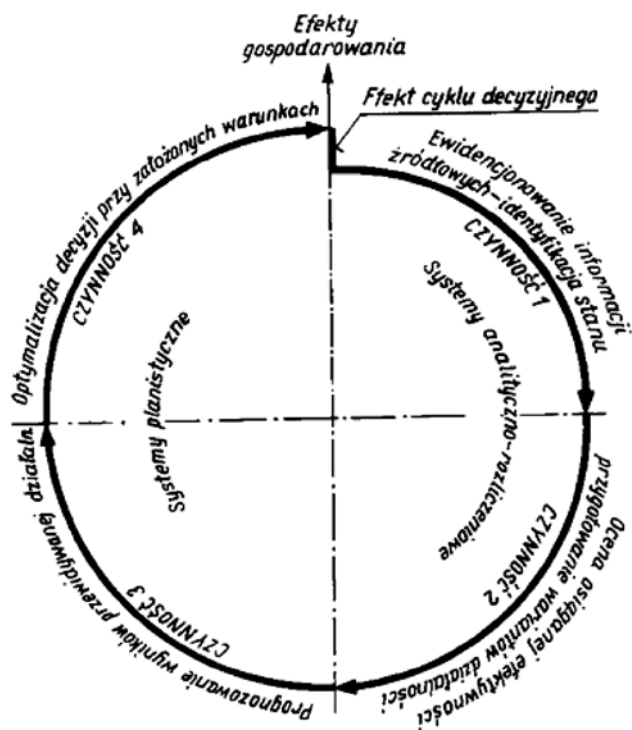 Efekty
gospodarowania
Efekt cyklu decyzyjnego
Ewidencjonowanie informacji
źródłowych-identyfikacja stanu
CZYNNOŚĆ 1
Systemy analityczno-rozliczeniowe
CZYNNOŚĆ 2
przygotowanie wariantów działalności
Ocena osiąganej efektywności
CZYNNOŚĆ 3
Prognozowanie wyników przewidywanej działaln.
Systemy planistyczne
CZYNNOŚĆ 4
Optymalizacja decyzji przy założonych warunkach